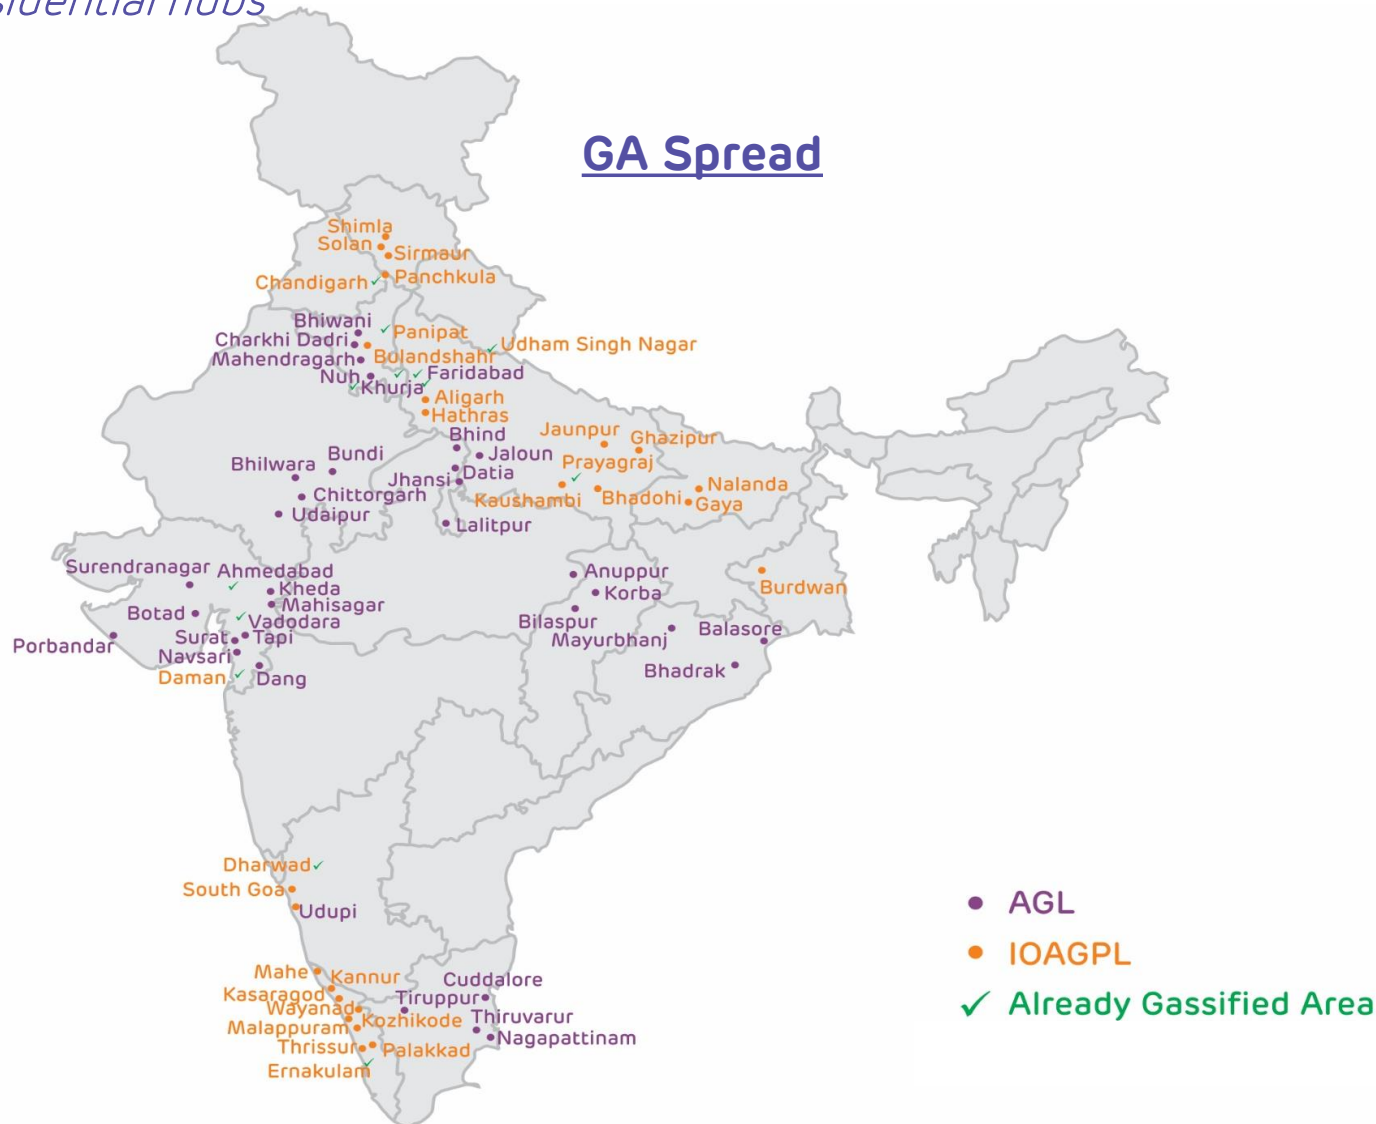 sidential hubs
GA Spread
Shimla
Solan
Sirmaur
Chandigarh
Panchkula
Bhiwani
Panipat
Charkhi Dadri
Udham Singh Nagar
Mahendragarh
Bulandshahr
Nuh
Faridabad
Khurja
Aligarh
Hathras
Jaunpur
Ghazipur
Bhind
Bundi
Jaloun
Bhilwara
Prayagraj
Datia
Jhansi
Nalanda
Chittorgarh
Kaushambi
Bhadohi
Gaya
Udaipur
Lalitpur
Surendranagar
Ahmedabad
Anuppur
Kheda
Burdwan
Korba
Mahisagar
Botad
Vadodara
Bilaspur
Surat
Tapi
Mayurbhanj
Balasore
Porbandar
Navsari
Bhadrak
Daman
Dang
Dharwad
South Goa
Udupi
AGL
IOAGPL
Already Gassified Area
Mahe
Kannur
Cuddalore
Kasaragod
Tiruppur
Wayanad
Thiruvarur
Kozhikode
Malappuram
Nagapattinam
Thrissur
Palakkad
Ernakulam